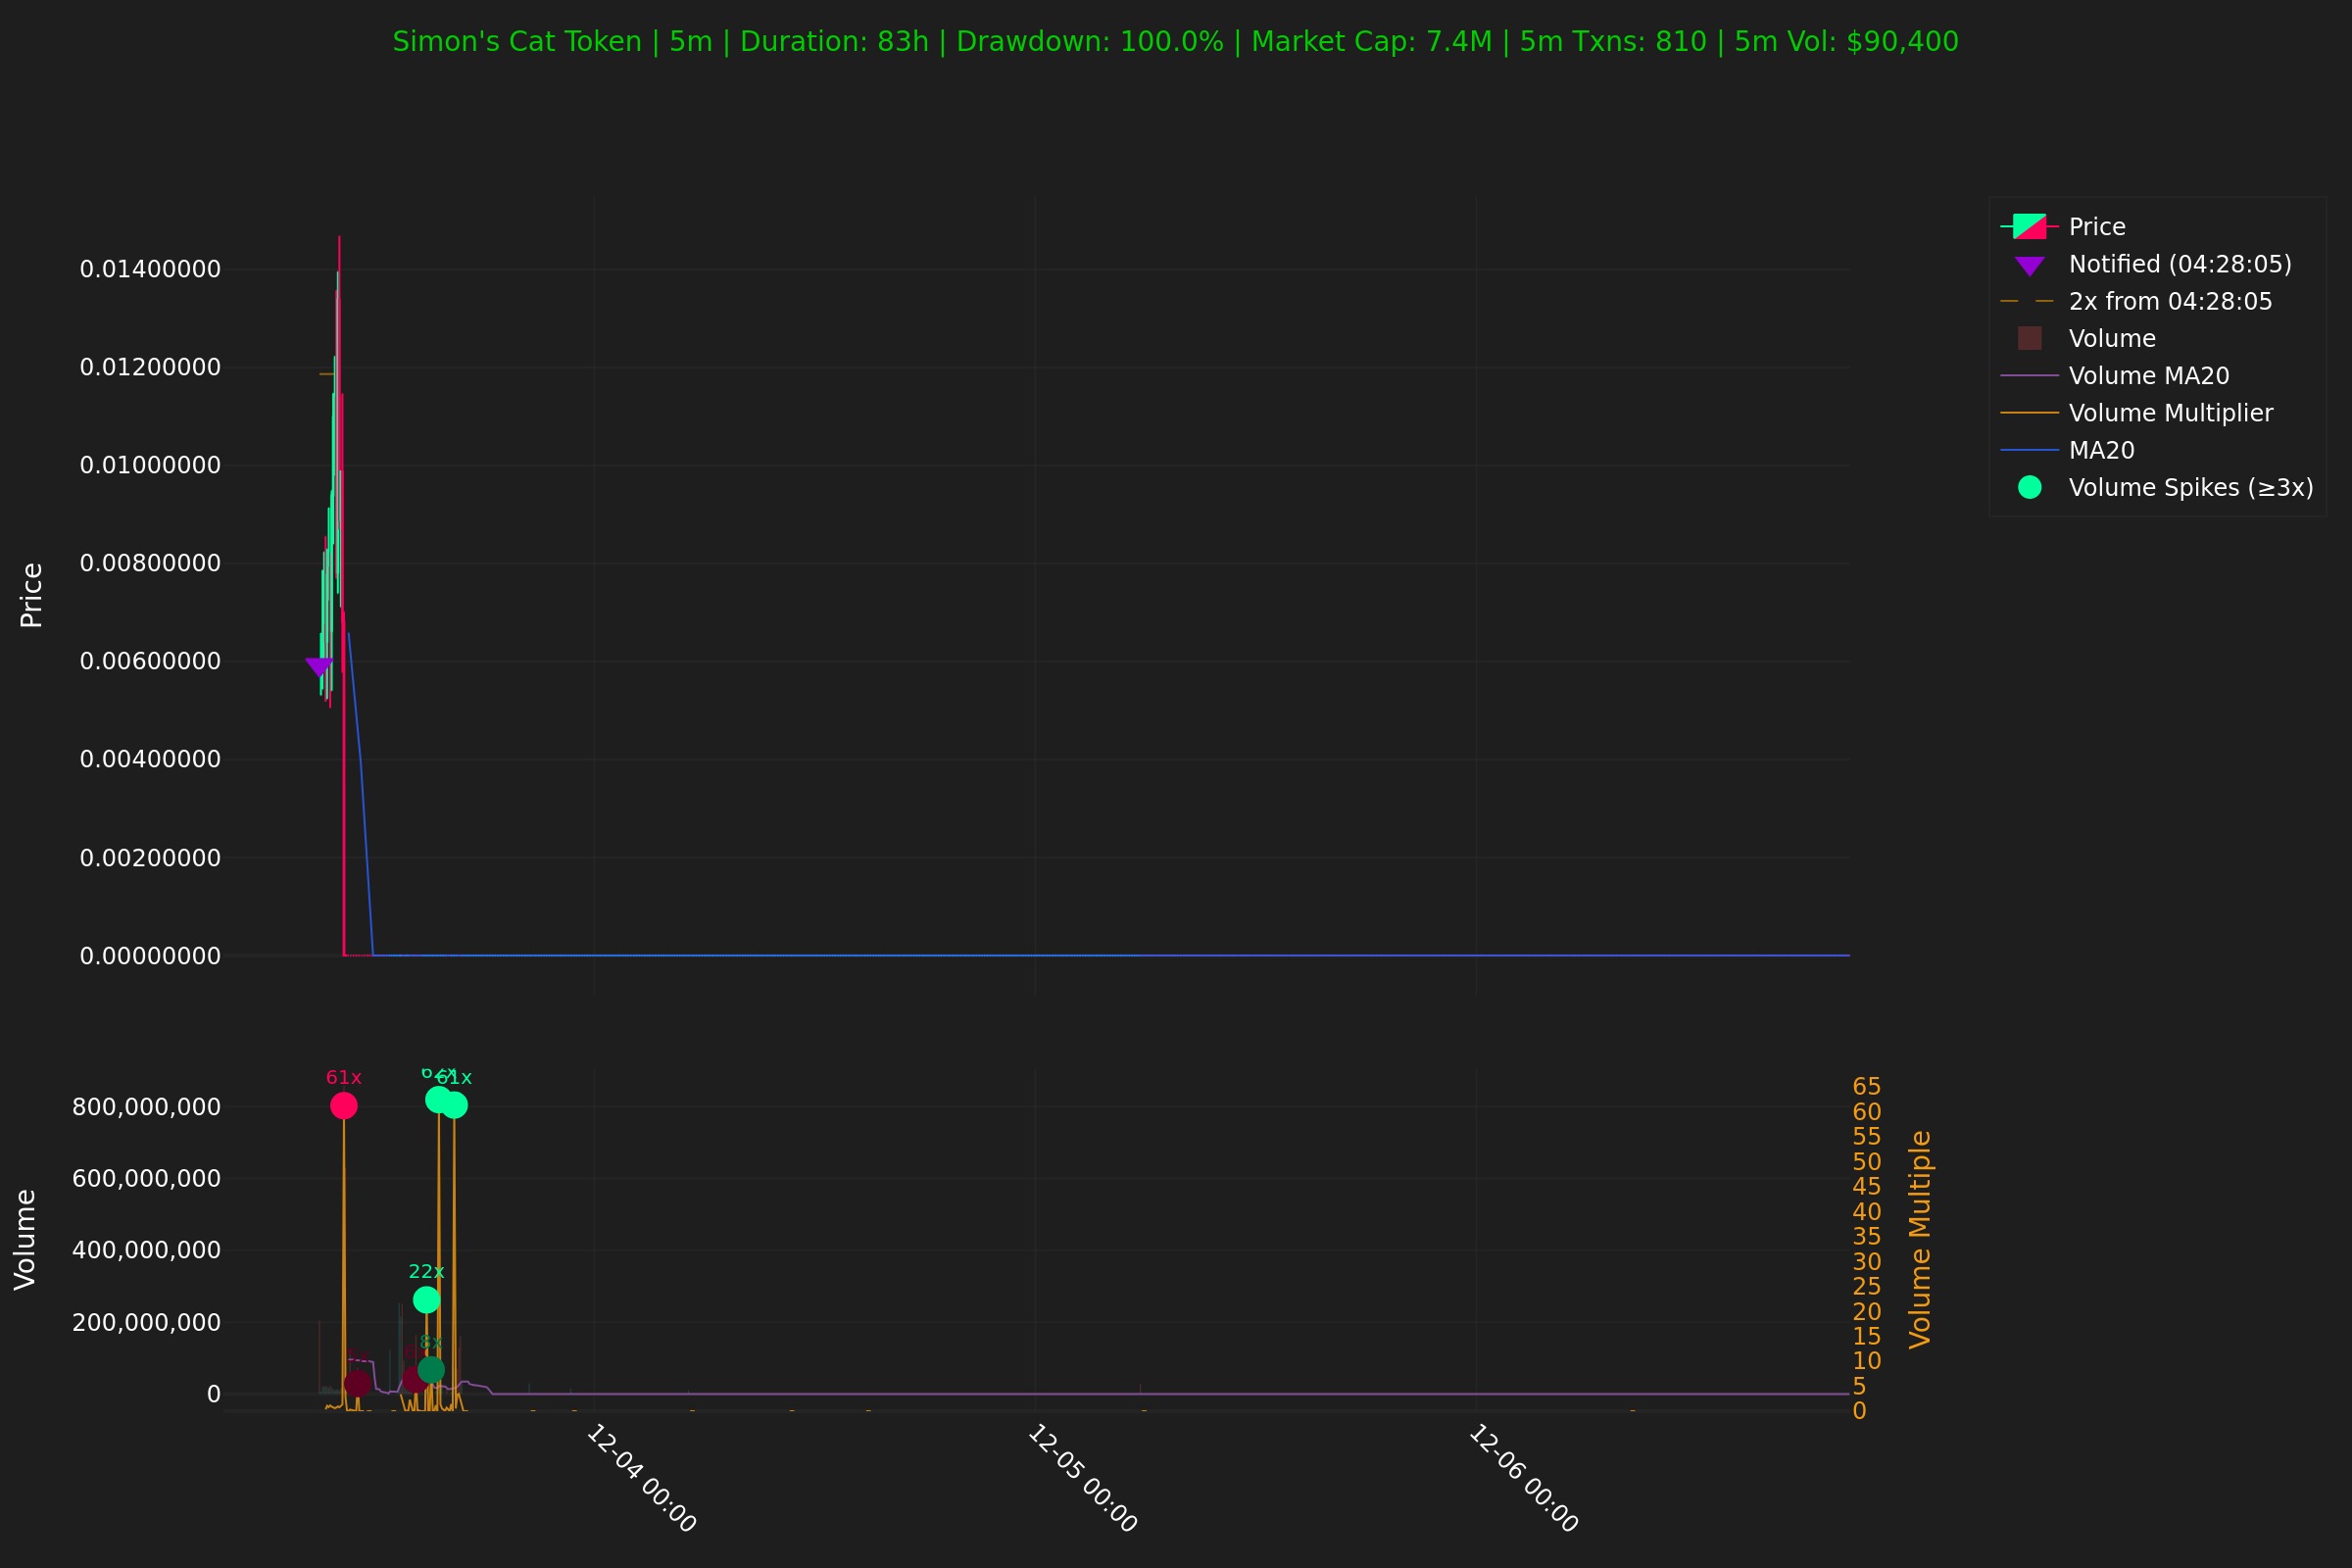 Simon's Cat Token | 5m | Duration: 83h | Drawdown: 100.0% | Market Cap: 7.4M | 5m Txns: 810 | 5m Vol: $90,400
Price
0.01400000
0.01200000
0.01000000
0.00800000
0.00600000
0.00400000
0.00200000
0.00000000
Price
Notified (04:28:05)
2x from 04:28:05
Volume
Volume MA20
Volume Multiplier
MA20
Volume Spikes (≥3x)
Volume
800,000,000
600,000,000
400,000,000
200,000,000
0
61x
62x
61x
22x
8x
65
60
55
50
45
40
35
30
25
20
15
10
5
0
Volume Multiple
12-04 00:00
12-05 00:00
12-06 00:00